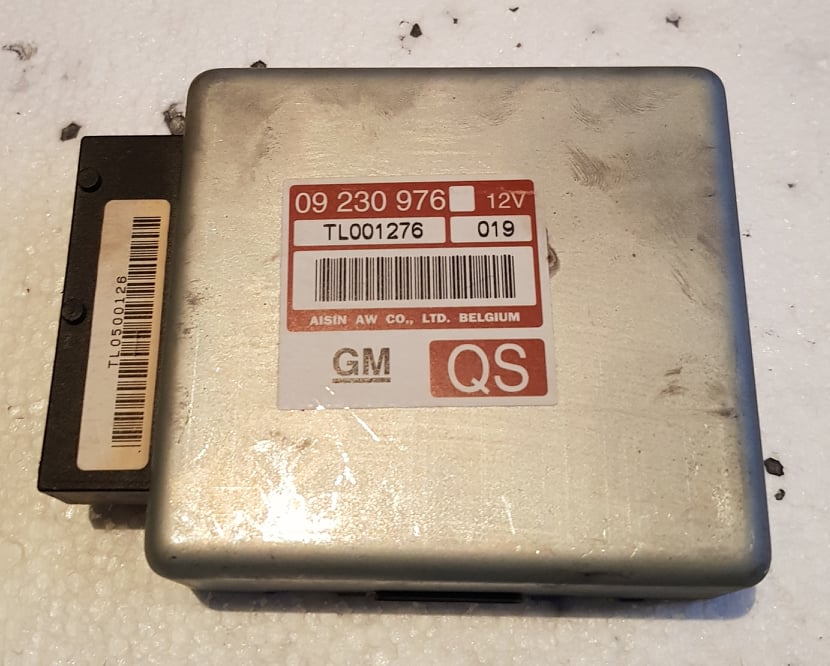 09 230 976 12V
TL001276 019
AISIN AW CO., LTD. BELGIUM
GM QS
TL0500126